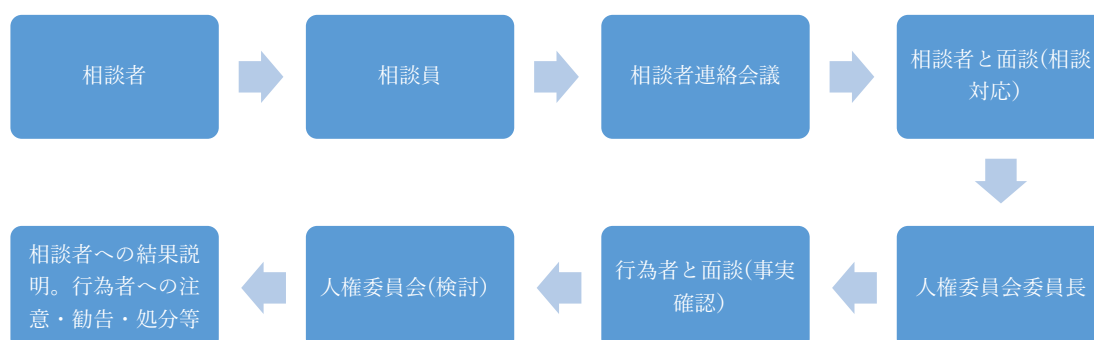 相談者
相談員
相談者連絡会議
相談者と面談(相談
対応)
人権委員会委員長
行為者と面談(事実
確認)
人権委員会(検討)
相談者への結果説
明。行為者への注
意・勧告・処分等